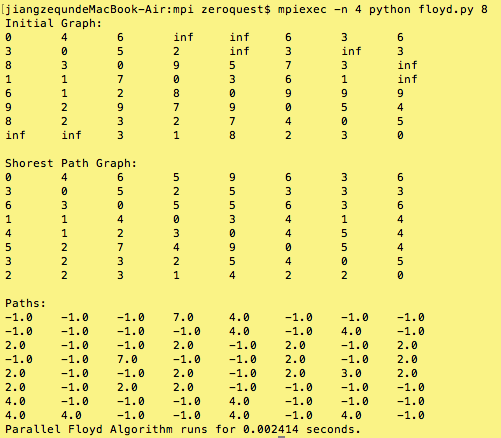 [jiangzequndeMacBook-Air:mpi zeroquest$ mpiexec -n 4 python floyd.py 8
Initial Graph:
0 4 6 inf inf 6 3 6
3 0 5 2 inf 3 inf 3
8 3 0 9 5 7 3 inf
1 1 7 0 3 6 1 inf
6 1 2 8 0 9 9 9
9 2 9 7 9 0 5 4
8 2 3 2 7 4 0 5
inf inf 3 1 8 2 3 0
Shorest Path Graph:
0 4 6 5 9 6 3 6
3 0 5 2 5 3 3 3
6 3 0 5 5 6 3 6
1 1 4 0 3 4 1 4
4 1 2 3 0 4 5 4
5 2 7 4 9 0 5 4
3 2 3 2 5 4 0 5
2 2 3 1 4 2 2 0
Paths:
-1.0 -1.0 -1.0 7.0 4.0 -1.0 -1.0 -1.0
-1.0 -1.0 -1.0 -1.0 4.0 -1.0 4.0 -1.0
2.0 -1.0 -1.0 2.0 -1.0 2.0 -1.0 2.0
-1.0 -1.0 7.0 -1.0 -1.0 2.0 -1.0 2.0
2.0 -1.0 -1.0 2.0 -1.0 2.0 3.0 2.0
2.0 -1.0 2.0 2.0 -1.0 -1.0 -1.0 -1.0
4.0 -1.0 -1.0 -1.0 4.0 -1.0 -1.0 -1.0
4.0 4.0 -1.0 -1.0 4.0 -1.0 4.0 -1.0
Parallel Floyd Algorithm runs for 0.002414 seconds.